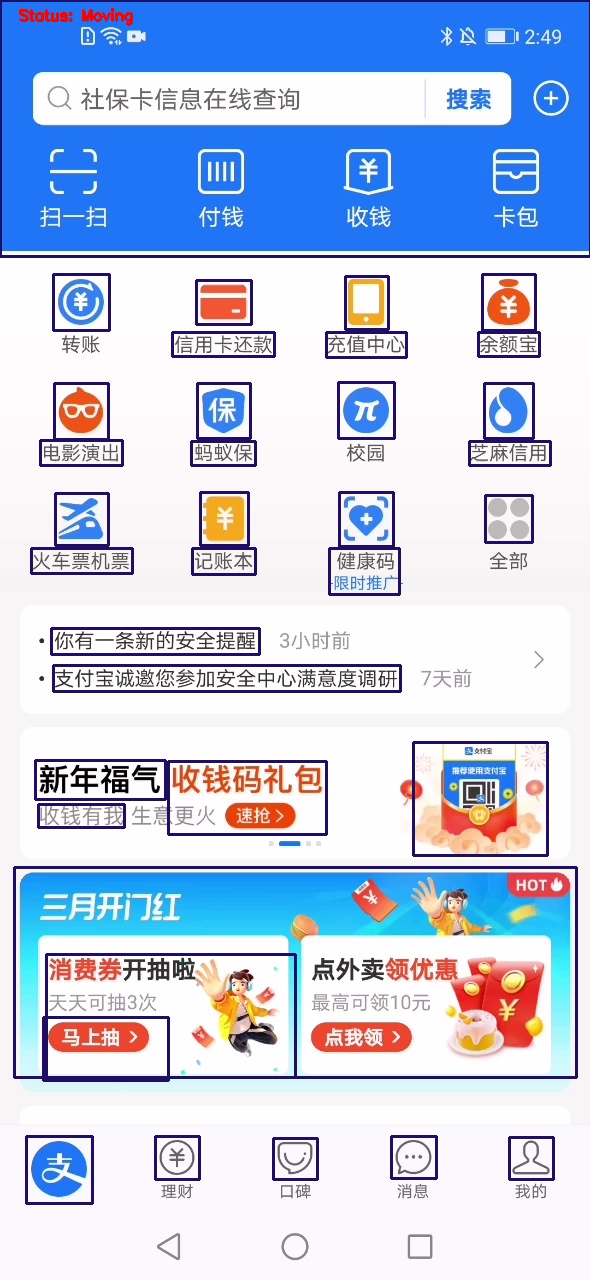 Status: Moving
2:49
社保卡信息在线查询 搜索
扫一扫 付钱 收钱 卡包
转账 信用卡还款 充值中心 余额宝
保
电影演出 蚂蚁保 校园 芝麻信用
火车票机票 记账本 健康码 全部
限时推广
• 你有一条新的安全提醒 3小时前
• 支付宝诚邀您参加安全中心满意度调研 7天前
支付宝
推荐使用支付宝
新年福气 收钱码礼包
收钱有我 生意更火 速抢 >
HOT
三月开门红
消费券开抽啦 点外卖领优惠
天天可抽3次 最高可领10元
马上抽 > 点我领 >
支
理财 口碑 消息 我的